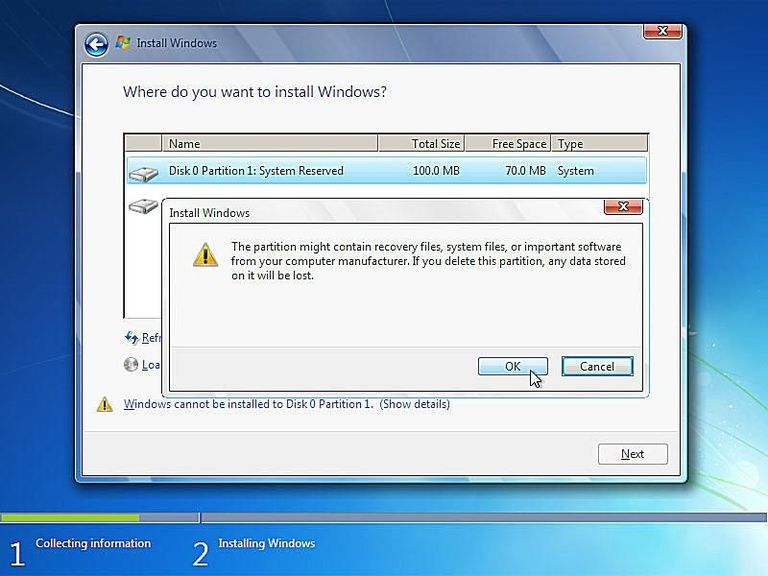 Install Windows
Where do you want to install Windows?
Name Total Size Free Space Type
Disk 0 Partition 1: System Reserved 100.0 MB 70.0 MB System
Install Windows
The partition might contain recovery files, system files, or important software
from your computer manufacturer. If you delete this partition, any data stored
on it will be lost.
Refr
OK Cancel
Loa
Windows cannot be installed to Disk 0 Partition 1. (Show details)
Next
1 Collecting information 2 Installing Windows